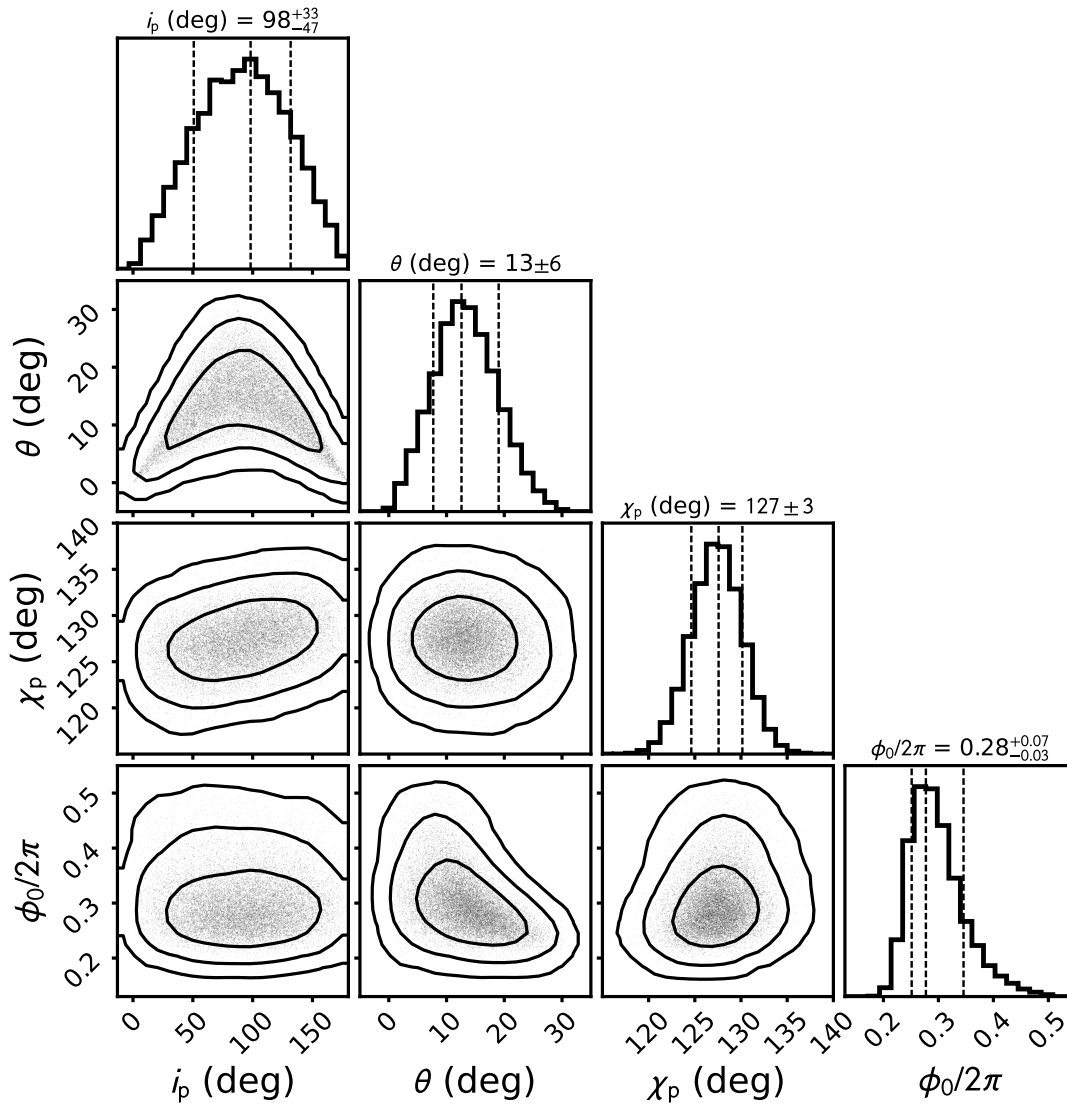 i_p (deg) = 98^{+33}_{-47}
θ (deg) = 13±6
χ_p (deg) = 127±3
ϕ_0/2π = 0.28^{+0.07}_{-0.03}
θ (deg)
30
20
10
0
χ_p (deg)
140
135
130
125
120
ϕ_0/2π
0.5
0.4
0.3
0.2
0 50 100 150
0 10 20 30
120 125 130 135 140
0.2 0.3 0.4 0.5
i_p (deg) θ (deg) χ_p (deg) ϕ_0/2π